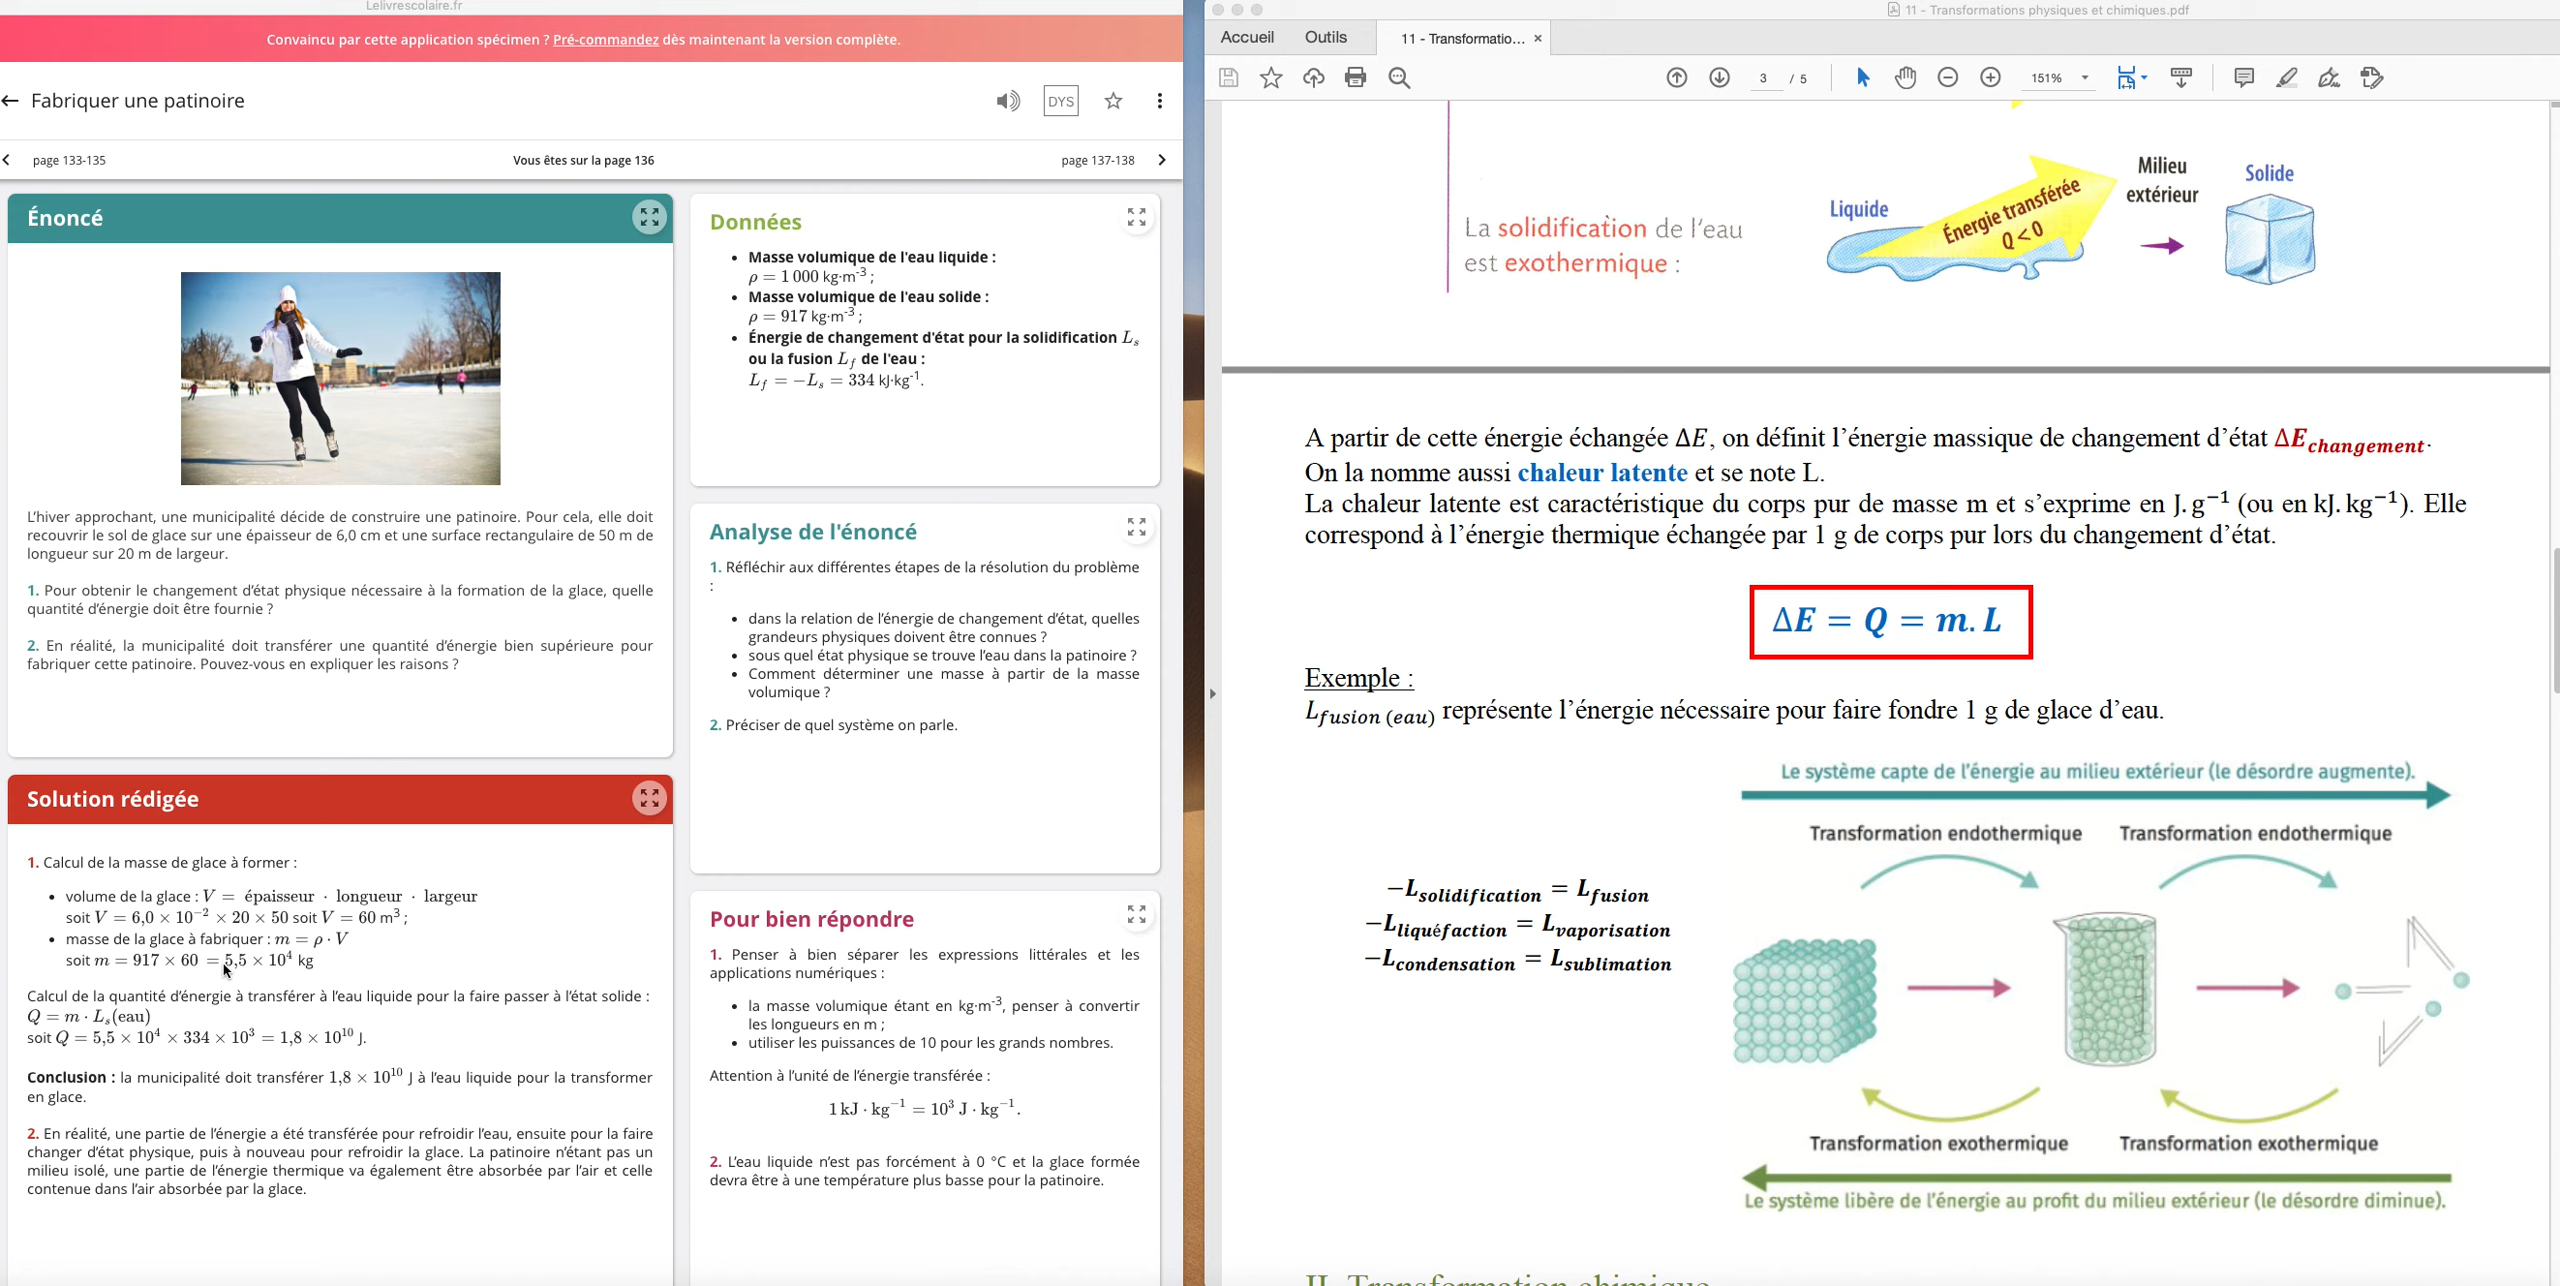 Lelivrescolaire.fr
Convaincu par cette application spécimen ? Pré-commandez dès maintenant la version complète.
Fabriquer une patinoire
DYS
page 133-135
Vous êtes sur la page 136
page 137-138
Énoncé
L'hiver approchant, une municipalité décide de construire une patinoire. Pour cela, elle doit
recouvrir le sol de glace sur une épaisseur de 6,0 cm et une surface rectangulaire de 50 m de
longueur sur 20 m de largeur.
1. Pour obtenir le changement d'état physique nécessaire à la formation de la glace, quelle
quantité d'énergie doit être fournie ?
2. En réalité, la municipalité doit transférer une quantité d'énergie bien supérieure pour
fabriquer cette patinoire. Pouvez-vous en expliquer les raisons ?
Solution rédigée
1. Calcul de la masse de glace à former :
• volume de la glace : V = épaisseur · longueur · largeur
soit V = 6,0 × 10⁻² × 20 × 50 soit V = 60 m³ ;
• masse de la glace à fabriquer : m = ρ · V
soit m = 917 × 60 = 5,5 × 10⁴ kg
Calcul de la quantité d'énergie à transférer à l'eau liquide pour la faire passer à l'état solide :
Q = m · Lₛ(eau)
soit Q = 5,5 × 10⁴ × 334 × 10³ = 1,8 × 10¹⁰ J.
Conclusion : la municipalité doit transférer 1,8 × 10¹⁰ J à l'eau liquide pour la transformer
en glace.
2. En réalité, une partie de l'énergie a été transférée pour refroidir l'eau, ensuite pour la faire
changer d'état physique, puis à nouveau pour refroidir la glace. La patinoire n'étant pas un
milieu isolé, une partie de l'énergie thermique va également être absorbée par l'air et celle
contenue dans l'air absorbée par la glace.
Données
• Masse volumique de l'eau liquide :
ρ = 1 000 kg·m⁻³ ;
• Masse volumique de l'eau solide :
ρ = 917 kg·m⁻³ ;
• Énergie de changement d'état pour la solidification Lₛ
ou la fusion L_f de l'eau :
L_f = −Lₛ = 334 kJ·kg⁻¹.
Analyse de l'énoncé
1. Réfléchir aux différentes étapes de la résolution du problème
:
• dans la relation de l'énergie de changement d'état, quelles
grandeurs physiques doivent être connues ?
• sous quel état physique se trouve l'eau dans la patinoire ?
• Comment déterminer une masse à partir de la masse
volumique ?
2. Préciser de quel système on parle.
Pour bien répondre
1. Penser à bien séparer les expressions littérales et les
applications numériques :
• la masse volumique étant en kg·m⁻³, penser à convertir
les longueurs en m ;
• utiliser les puissances de 10 pour les grands nombres.
Attention à l'unité de l'énergie transférée :
1 kJ · kg⁻¹ = 10³ J · kg⁻¹.
2. L'eau liquide n'est pas forcément à 0 °C et la glace formée
devra être à une température plus basse pour la patinoire.
11 - Transformations physiques et chimiques.pdf
Accueil
Outils
11 - Transformatio... ×
3 / 5
151%
La solidification de l'eau
est exothermique :
Liquide
Énergie transférée
Q < 0
Milieu
extérieur
Solide
A partir de cette énergie échangée ΔE, on définit l'énergie massique de changement d'état ΔE_changement.
On la nomme aussi chaleur latente et se note L.
La chaleur latente est caractéristique du corps pur de masse m et s'exprime en J.g⁻¹ (ou en kJ.kg⁻¹). Elle
correspond à l'énergie thermique échangée par 1 g de corps pur lors du changement d'état.
ΔE = Q = m.L
Exemple :
L_fusion (eau) représente l'énergie nécessaire pour faire fondre 1 g de glace d'eau.
Le système capte de l'énergie au milieu extérieur (le désordre augmente).
Transformation endothermique
Transformation endothermique
−L_solidification = L_fusion
−L_liquéfaction = L_vaporisation
−L_condensation = L_sublimation
Transformation exothermique
Transformation exothermique
Le système libère de l'énergie au profit du milieu extérieur (le désordre diminue).
II. Transformation chimique